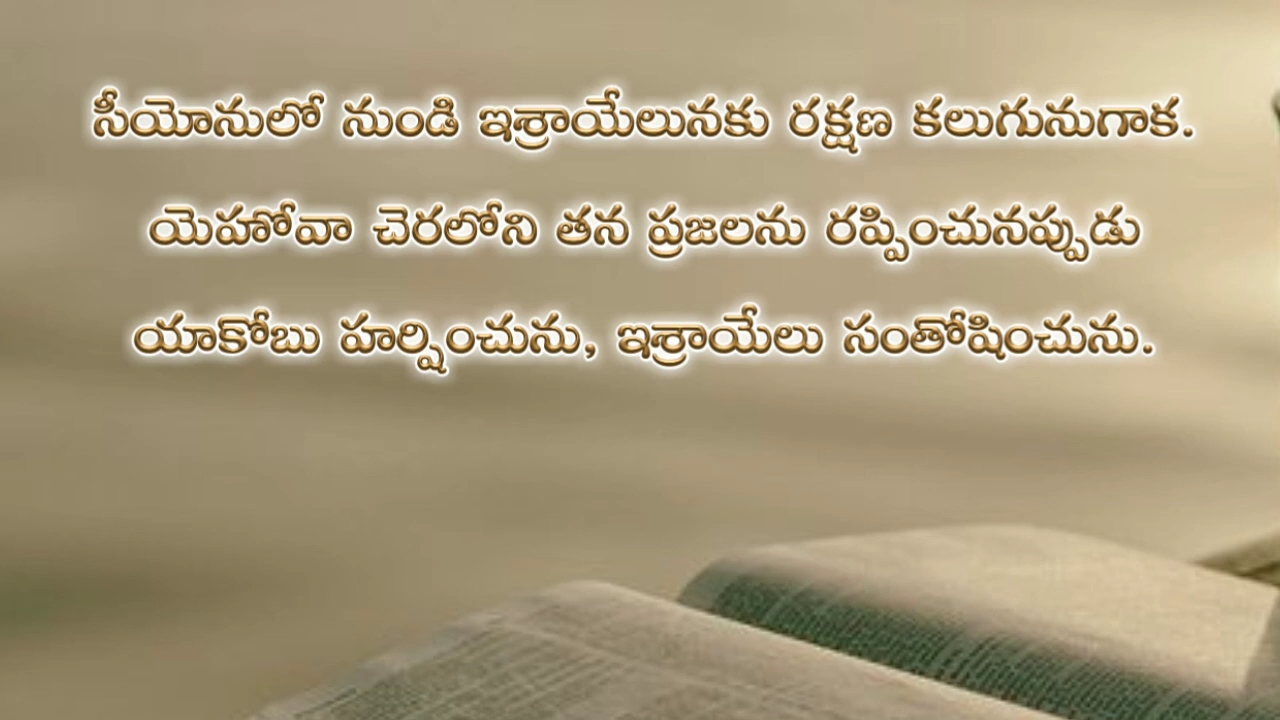 సీయోనులో నుండి ఇశ్రాయేలునకు రక్షణ కలుగునుగాక.
యెహోవా చెరలోని తన ప్రజలను రప్పించునప్పుడు
యాకోబు హర్షించును, ఇశ్రాయేలు సంతోషించును.